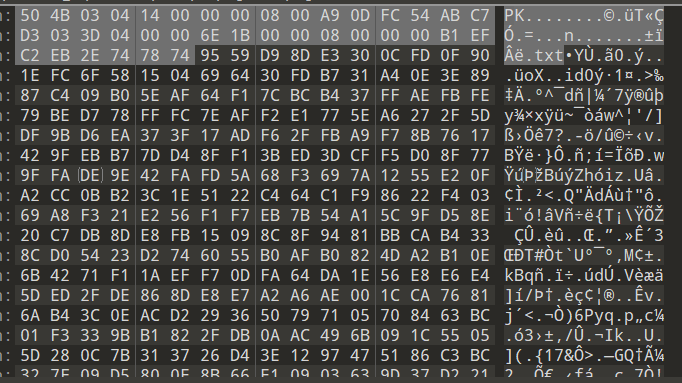 50 4B 03 04 14 00 00 00 08 00 A9 0D FC 54 AB C7 PK........©.üT«Ç
D3 03 3D 00 00 00 6E 1B 00 00 08 00 00 00 B1 EF Ó.=...n.......±ï
C2 EB 2E 74 78 74 95 59 D9 8D E3 30 0C FD 0F 90 Âë.txt•YÙ.ã0.ý..
1E FC 6F 58 15 04 69 64 30 FD B7 31 A4 0E 3E 89 .üoX..id0ý·1¤.>‰
87 C4 09 B0 5E AF 64 F1 7C BC B4 37 FF AE FB FE ‡Ä.°^¯dñ|¼´7ÿ®ûþ
79 BE D7 78 FF FC 7E AF F2 E1 77 5E A6 27 2F 5D y¾×xÿü~¯òáw^¦'/]
DF 9B D6 EA 37 3F 17 AD F6 2F FB A9 F7 8B 76 17 ß›Öê7?.-ö/û©÷‹v.
42 9F EB B7 7D D4 8F F1 3B ED 3D CF F5 D0 8F 77 BŸë·}Ô.ñ;í=ÏõÐ.w
9F FA DE 9E 42 FA FD 5A 68 F3 69 7A 12 55 E2 0F ŸúÞžBúýZhóiz.Uâ.
A2 CC 0B B2 3C 1E 51 22 C4 64 C1 F9 86 22 F4 03 ¢Ì.²<.Q"ÄdÁù†"ô.
69 A8 F3 21 E2 56 F1 F7 EB 7B 54 A1 5C 9F D5 8E i¨ó!âVñ÷ë{T¡\ŸÕŽ
20 C7 DB 8D E8 FB 15 09 8C 8F 94 81 BB CA B4 33 ÇÛ.èû..Œ.”.»Ê´3
8C D0 54 23 D2 74 60 55 B0 AF B0 82 4D A2 B1 0E ŒÐT#Òt`U°¯°‚M¢±.
6B 42 71 F1 1A EF F7 0D FA 64 DA 1E 56 E8 E6 E4 kBqñ.ï÷.údÚ.Vèæä
5D ED 2F DE 86 8D E8 E7 A2 A6 AE 00 1C CA 76 81 ]í/Þ†.èç¢¦®..Êv.
6A B4 3C 0E AC D2 29 36 50 79 71 05 70 84 63 BC j´<.¬Ò)6Pyq.p„c¼
01 F3 33 9B B1 82 2F DB 0A AC 49 6B 09 1C 55 05 .ó3›±‚/Û.¬Ik..U.
5D 28 0C 7B 31 37 26 D4 3E 12 97 47 51 86 C3 BC ](.{17&Ô>.—GQ†Ã¼